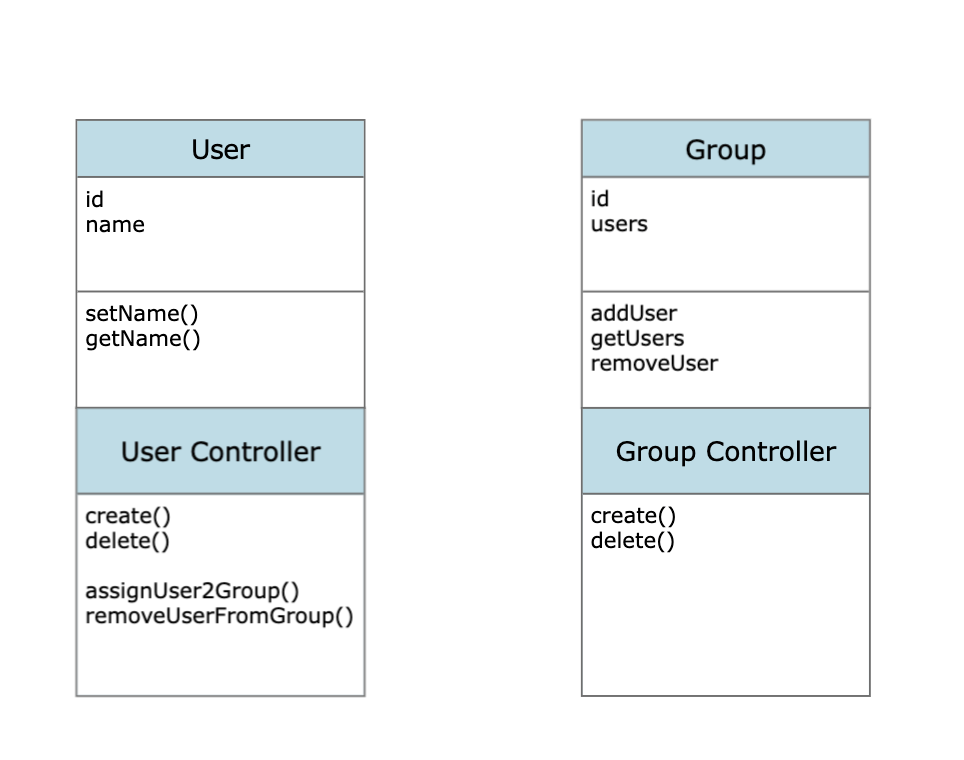 User
id
name
setName()
getName()
User Controller
create()
delete()
assignUser2Group()
removeUserFromGroup()
Group
id
users
addUser
getUsers
removeUser
Group Controller
create()
delete()